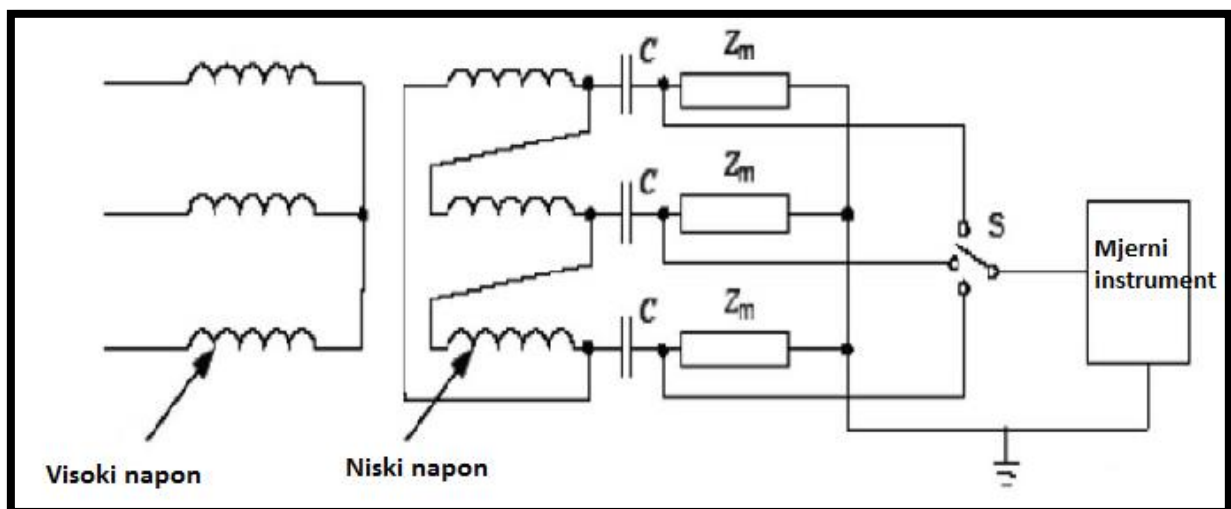 C
Zm
C
Zm
S
Mjerni
instrument
C
Zm
Niski napon
Visoki napon